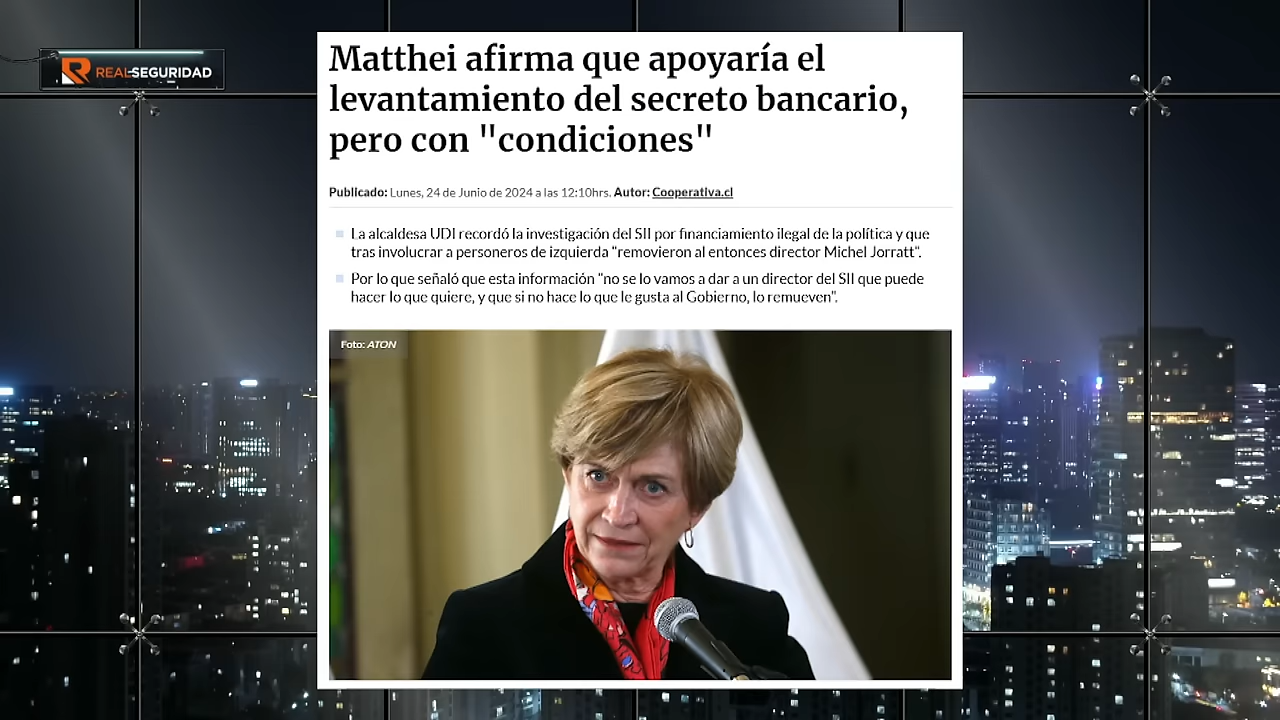 REALSEGURIDAD
Matthei afirma que apoyaría el
levantamiento del secreto bancario,
pero con "condiciones"
Publicado: Lunes, 24 de Junio de 2024 a las 12:10hrs. Autor: Cooperativa.cl
La alcaldesa UDI recordó la investigación del SII por financiamiento ilegal de la política y que
tras involucrar a personeros de izquierda "removieron al entonces director Michel Jorratt".
Por lo que señaló que esta información "no se lo vamos a dar a un director del SII que puede
hacer lo que quiere, y que si no hace lo que le gusta al Gobierno, lo remueven".
Foto: ATON